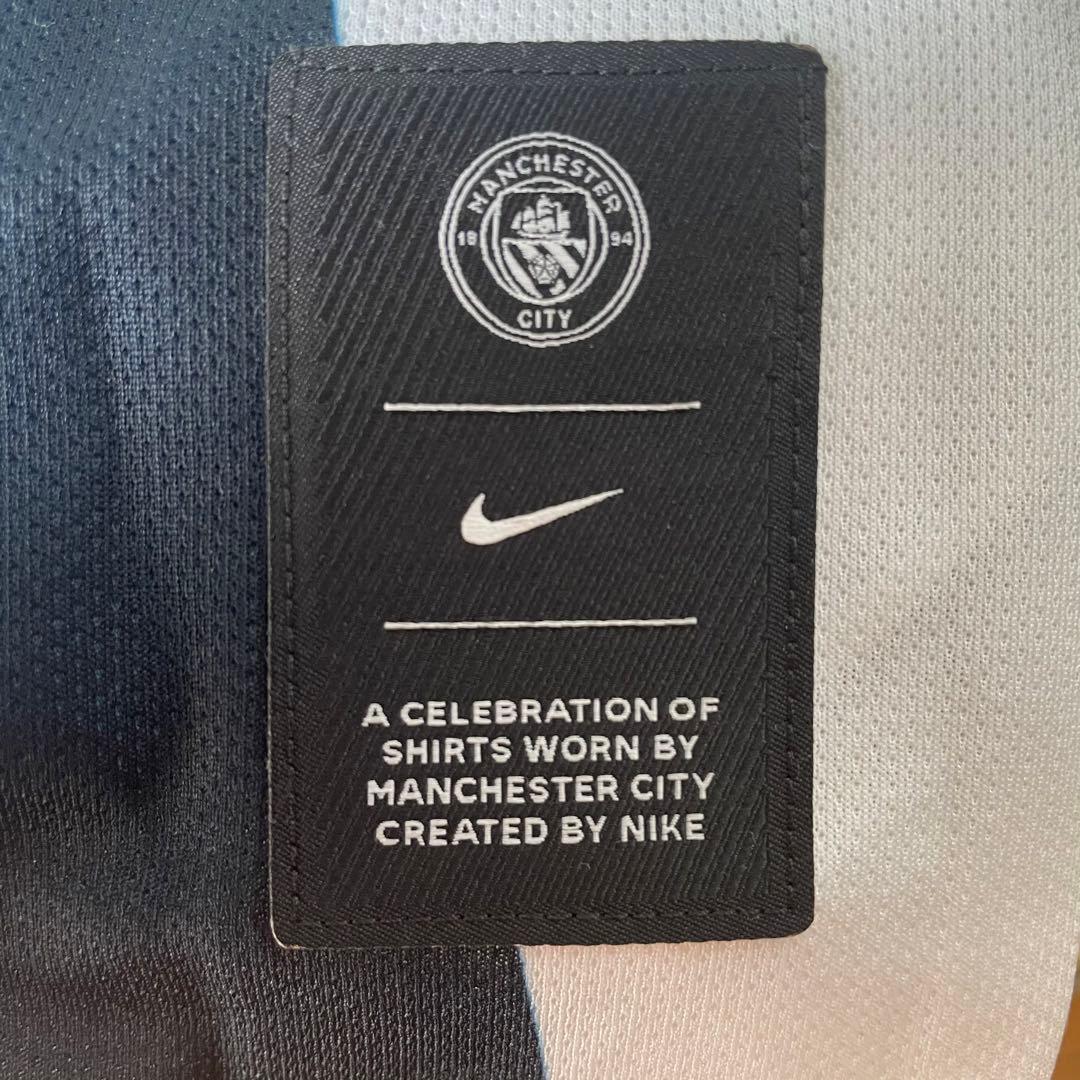 MANCHESTER
18 94
CITY
A CELEBRATION OF
SHIRTS WORN BY
MANCHESTER CITY
CREATED BY NIKE